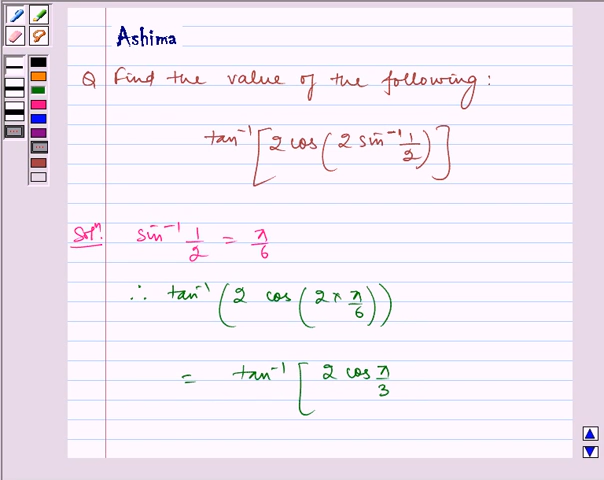 Ashima
Q Find the value of the following:
tan⁻¹[2 cos(2 sin⁻¹ 1/2)]
Solⁿ. sin⁻¹ 1/2 = π/6
∴ tan⁻¹(2 cos(2 × π/6))
= tan⁻¹[2 cos π/3